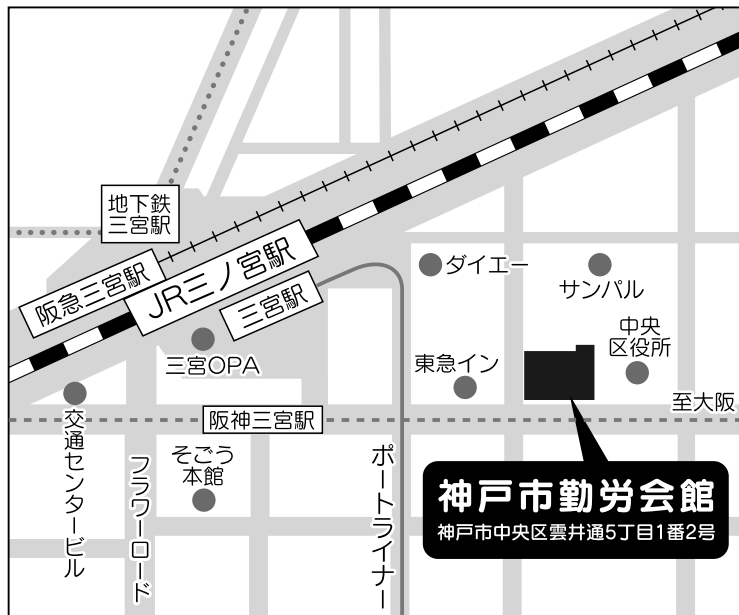 地下鉄
三宮駅
阪急三宮駅
JR三ノ宮駅
三宮駅
ダイエー
サンパル
中央
区役所
三宮OPA
東急イン
至大阪
阪神三宮駅
交通センタービル
フラワーロード
そごう
本館
ポートライナー
神戸市勤労会館
神戸市中央区雲井通5丁目1番2号